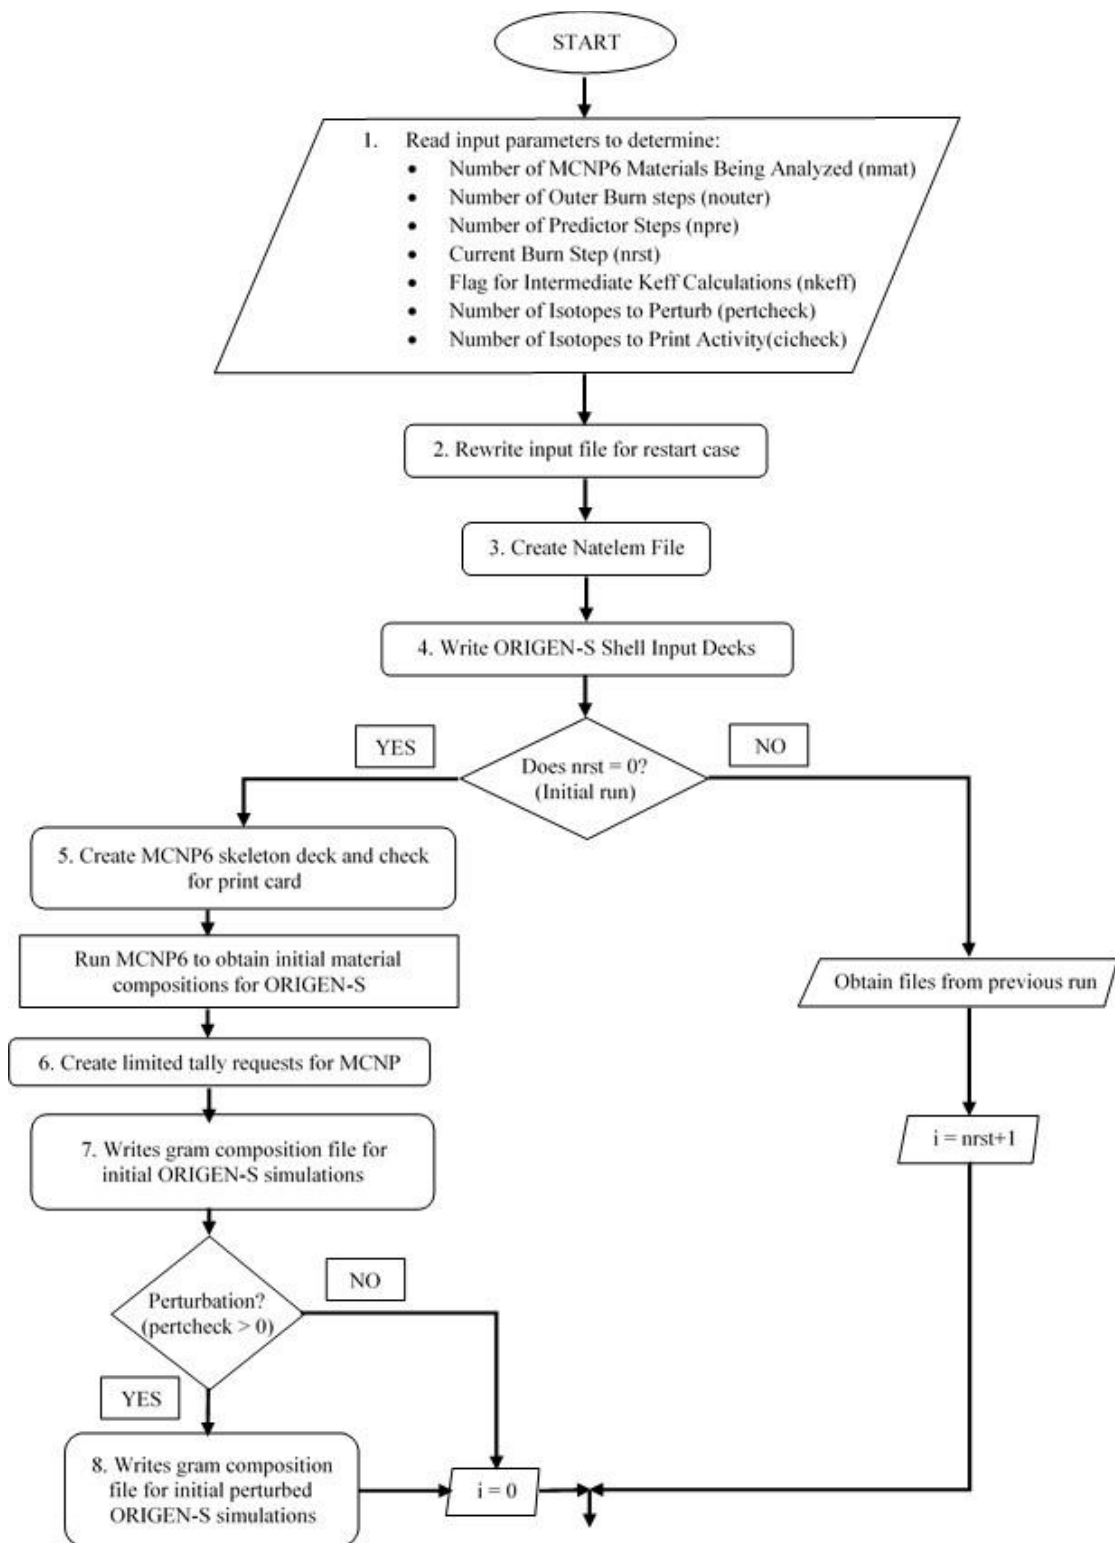 START
1. Read input parameters to determine:
• Number of MCNP6 Materials Being Analyzed (nmat)
• Number of Outer Burn steps (nouter)
• Number of Predictor Steps (npre)
• Current Burn Step (nrst)
• Flag for Intermediate Keff Calculations (nkeff)
• Number of Isotopes to Perturb (pertcheck)
• Number of Isotopes to Print Activity(cicheck)
2. Rewrite input file for restart case
3. Create Natelem File
4. Write ORIGEN-S Shell Input Decks
YES
NO
Does nrst = 0?
(Initial run)
5. Create MCNP6 skeleton deck and check
for print card
Run MCNP6 to obtain initial material
compositions for ORIGEN-S
Obtain files from previous run
6. Create limited tally requests for MCNP
i = nrst+1
7. Writes gram composition file for
initial ORIGEN-S simulations
NO
Perturbation?
(pertcheck > 0)
YES
8. Writes gram composition
file for initial perturbed
ORIGEN-S simulations
i = 0